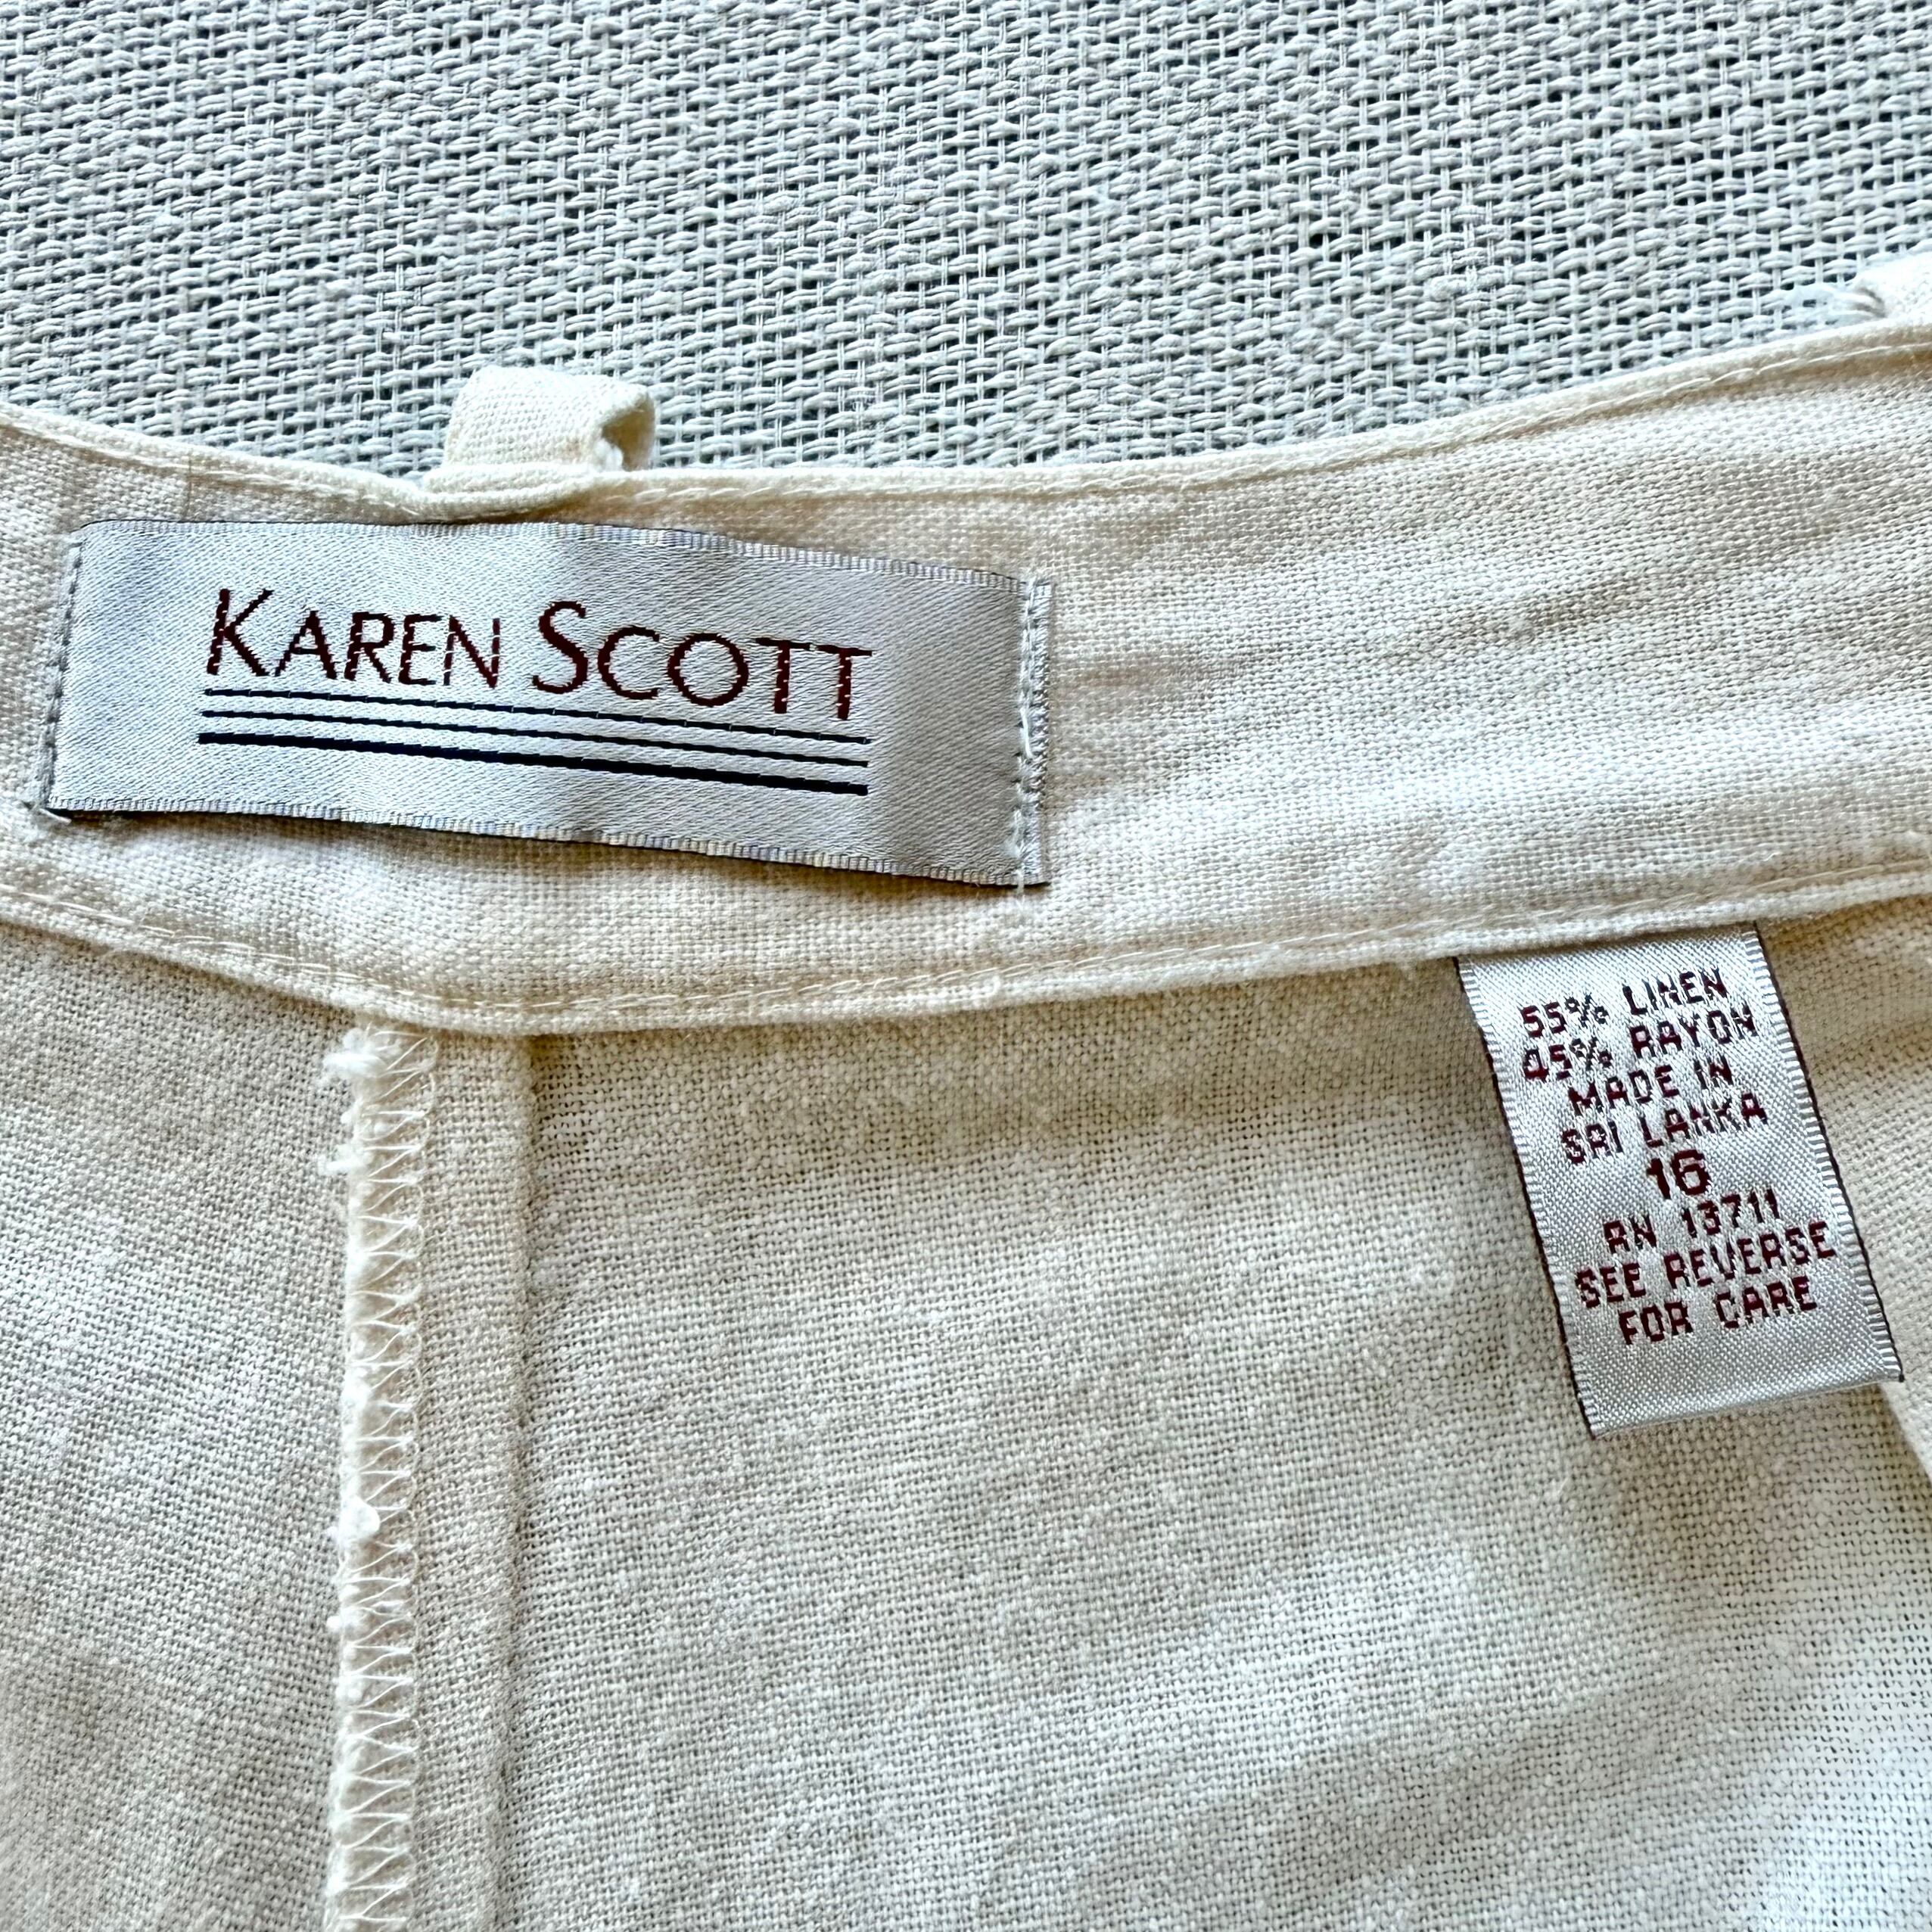 KAREN SCOTT
55% LINEN
45% RAYON
MADE IN
SRI LANKA
16
RN 13711
SEE REVERSE
FOR CARE